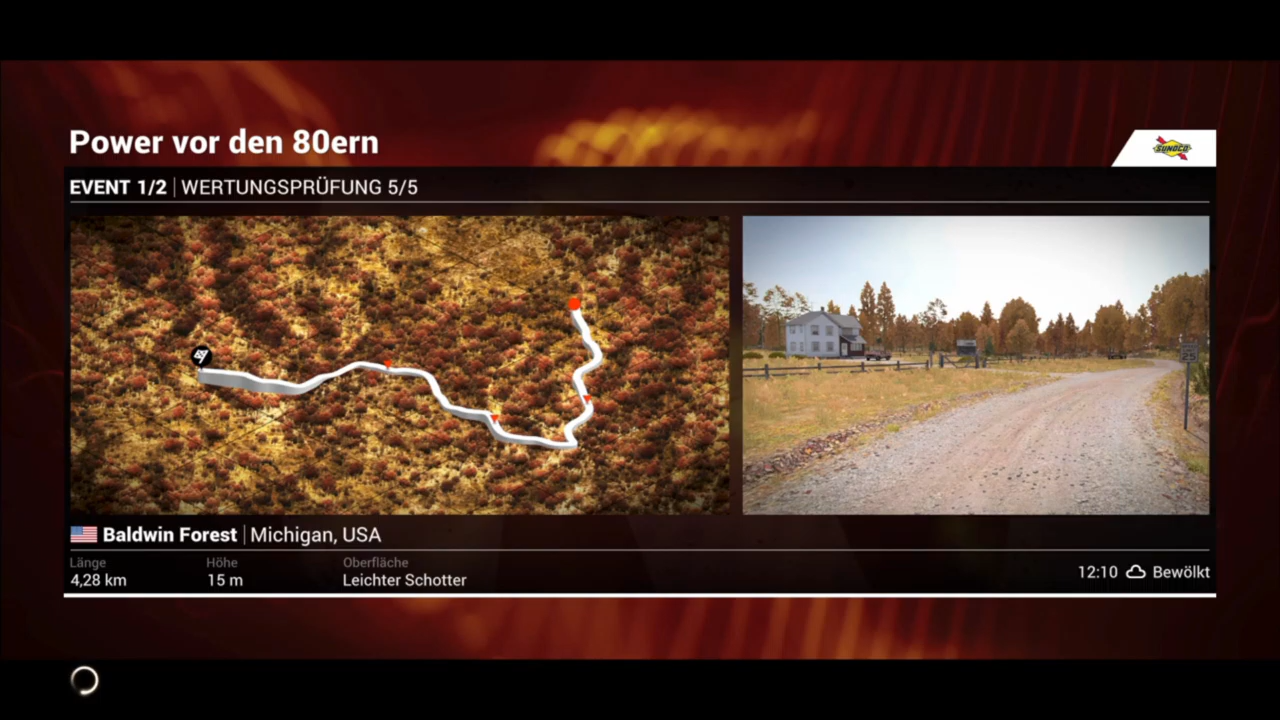 Power vor den 80ern
SUNOCO
EVENT 1/2 | WERTUNGSPRÜFUNG 5/5
Baldwin Forest | Michigan, USA
Länge Höhe Oberfläche
4,28 km 15 m Leichter Schotter
12:10 Bewölkt